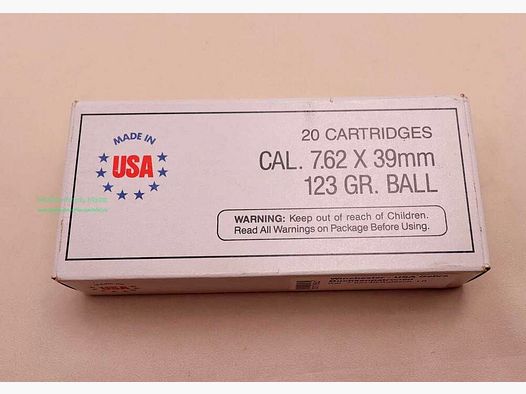 MADE IN
USA
20 CARTRIDGES
CAL. 7.62 X 39mm
123 GR. BALL
WARNING: Keep out of reach of Children.
Read All Warnings on Package Before Using.